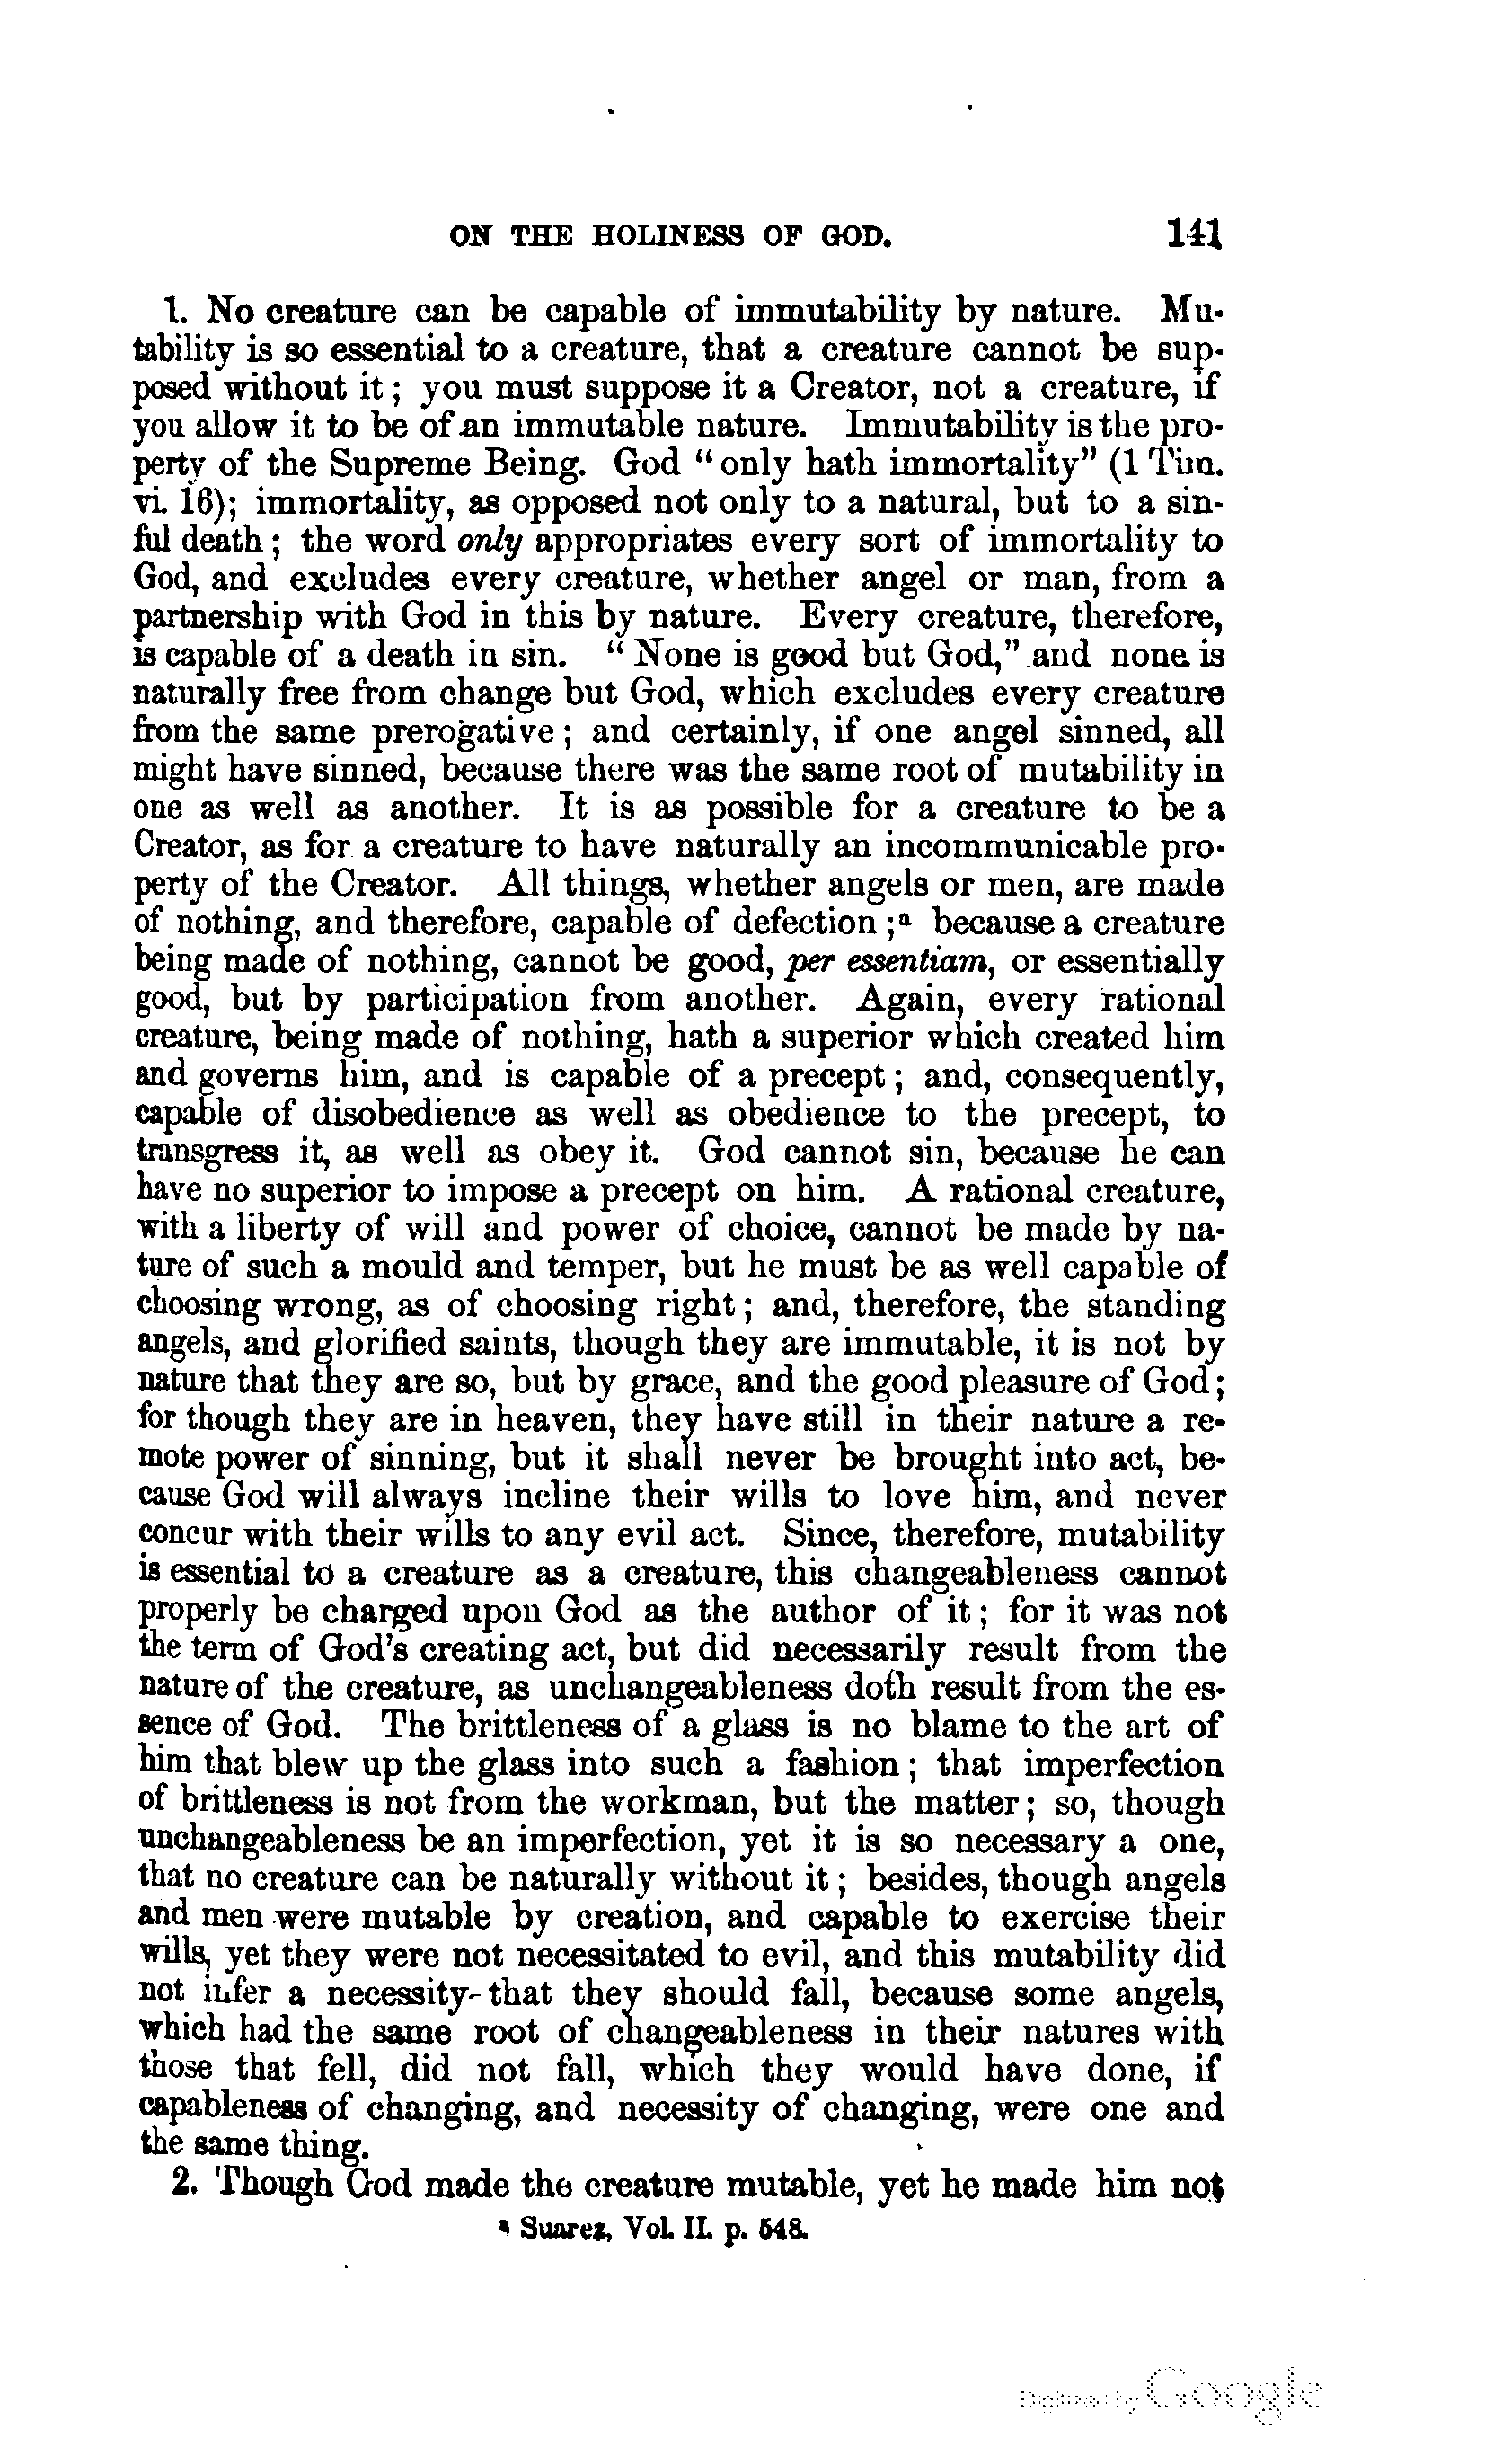 ON THE HOLINESS OF GOD. 141
1. No creature can be capable of immutability by nature. Mu-
tability is so essential to a creature, that a creature cannot be sup-
posed without it; you must suppose it a Creator, not a creature, if
you allow it to be of an immutable nature. Immutability is the pro-
perty of the Supreme Being. God "only hath immortality" (1 Tim.
vi. 16); immortality, as opposed not only to a natural, but to a sin-
ful death; the word only appropriates every sort of immortality to
God, and excludes every creature, whether angel or man, from a
partnership with God in this by nature. Every creature, therefore,
is capable of a death in sin. "None is good but God," and none is
naturally free from change but God, which excludes every creature
from the same prerogative; and certainly, if one angel sinned, all
might have sinned, because there was the same root of mutability in
one as well as another. It is as possible for a creature to be a
Creator, as for a creature to have naturally an incommunicable pro-
perty of the Creator. All things, whether angels or men, are made
of nothing, and therefore, capable of defection;a because a creature
being made of nothing, cannot be good, per essentiam, or essentially
good, but by participation from another. Again, every rational
creature, being made of nothing, hath a superior which created him
and governs him, and is capable of a precept; and, consequently,
capable of disobedience as well as obedience to the precept, to
transgress it, as well as obey it. God cannot sin, because he can
have no superior to impose a precept on him. A rational creature,
with a liberty of will and power of choice, cannot be made by na-
ture of such a mould and temper, but he must be as well capable of
choosing wrong, as of choosing right; and, therefore, the standing
angels, and glorified saints, though they are immutable, it is not by
nature that they are so, but by grace, and the good pleasure of God;
for though they are in heaven, they have still in their nature a re-
mote power of sinning, but it shall never be brought into act, be-
cause God will always incline their wills to love him, and never
concur with their wills to any evil act. Since, therefore, mutability
is essential to a creature as a creature, this changeableness cannot
properly be charged upon God as the author of it; for it was not
the term of God's creating act, but did necessarily result from the
nature of the creature, as unchangeableness doth result from the es-
sence of God. The brittleness of a glass is no blame to the art of
him that blew up the glass into such a fashion; that imperfection
of brittleness is not from the workman, but the matter; so, though
unchangeableness be an imperfection, yet it is so necessary a one,
that no creature can be naturally without it; besides, though angels
and men were mutable by creation, and capable to exercise their
wills, yet they were not necessitated to evil, and this mutability did
not infer a necessity that they should fall, because some angels,
which had the same root of changeableness in their natures with
those that fell, did not fall, which they would have done, if
capableness of changing, and necessity of changing, were one and
the same thing.
2. Though God made the creature mutable, yet he made him not
a Suarez, Vol. II. p. 548.
Digitized by Google